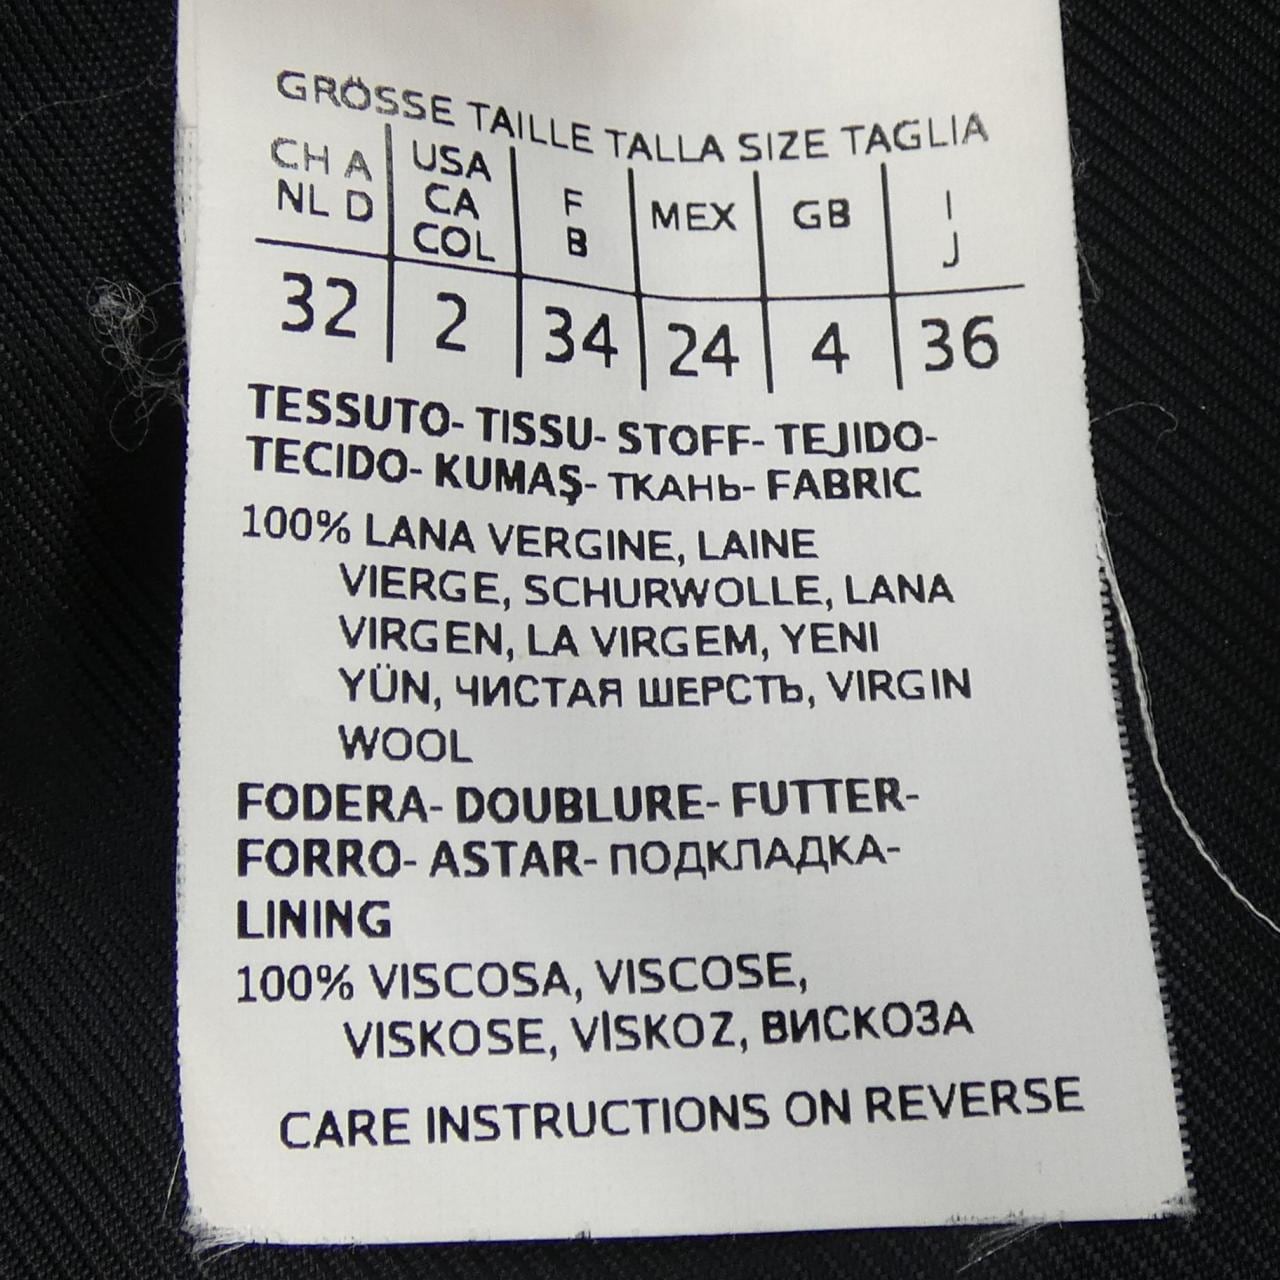 GRÖSSE TAILLE TALLA SIZE TAGLIA
CH A USA F MEX GB I
NL D CA B J
COL
32 2 34 24 4 36
TESSUTO- TISSU- STOFF- TEJIDO-
TECIDO- KUMAŞ- ТКАНЬ- FABRIC
100% LANA VERGINE, LAINE
VIERGE, SCHURWOLLE, LANA
VIRGEN, LA VIRGEM, YENI
YÜN, ЧИСТАЯ ШЕРСТЬ, VIRGIN
WOOL
FODERA- DOUBLURE- FUTTER-
FORRO- ASTAR- ПОДКЛАДКА-
LINING
100% VISCOSA, VISCOSE,
VISKOSE, VİSKOZ, ВИСКОЗА
CARE INSTRUCTIONS ON REVERSE